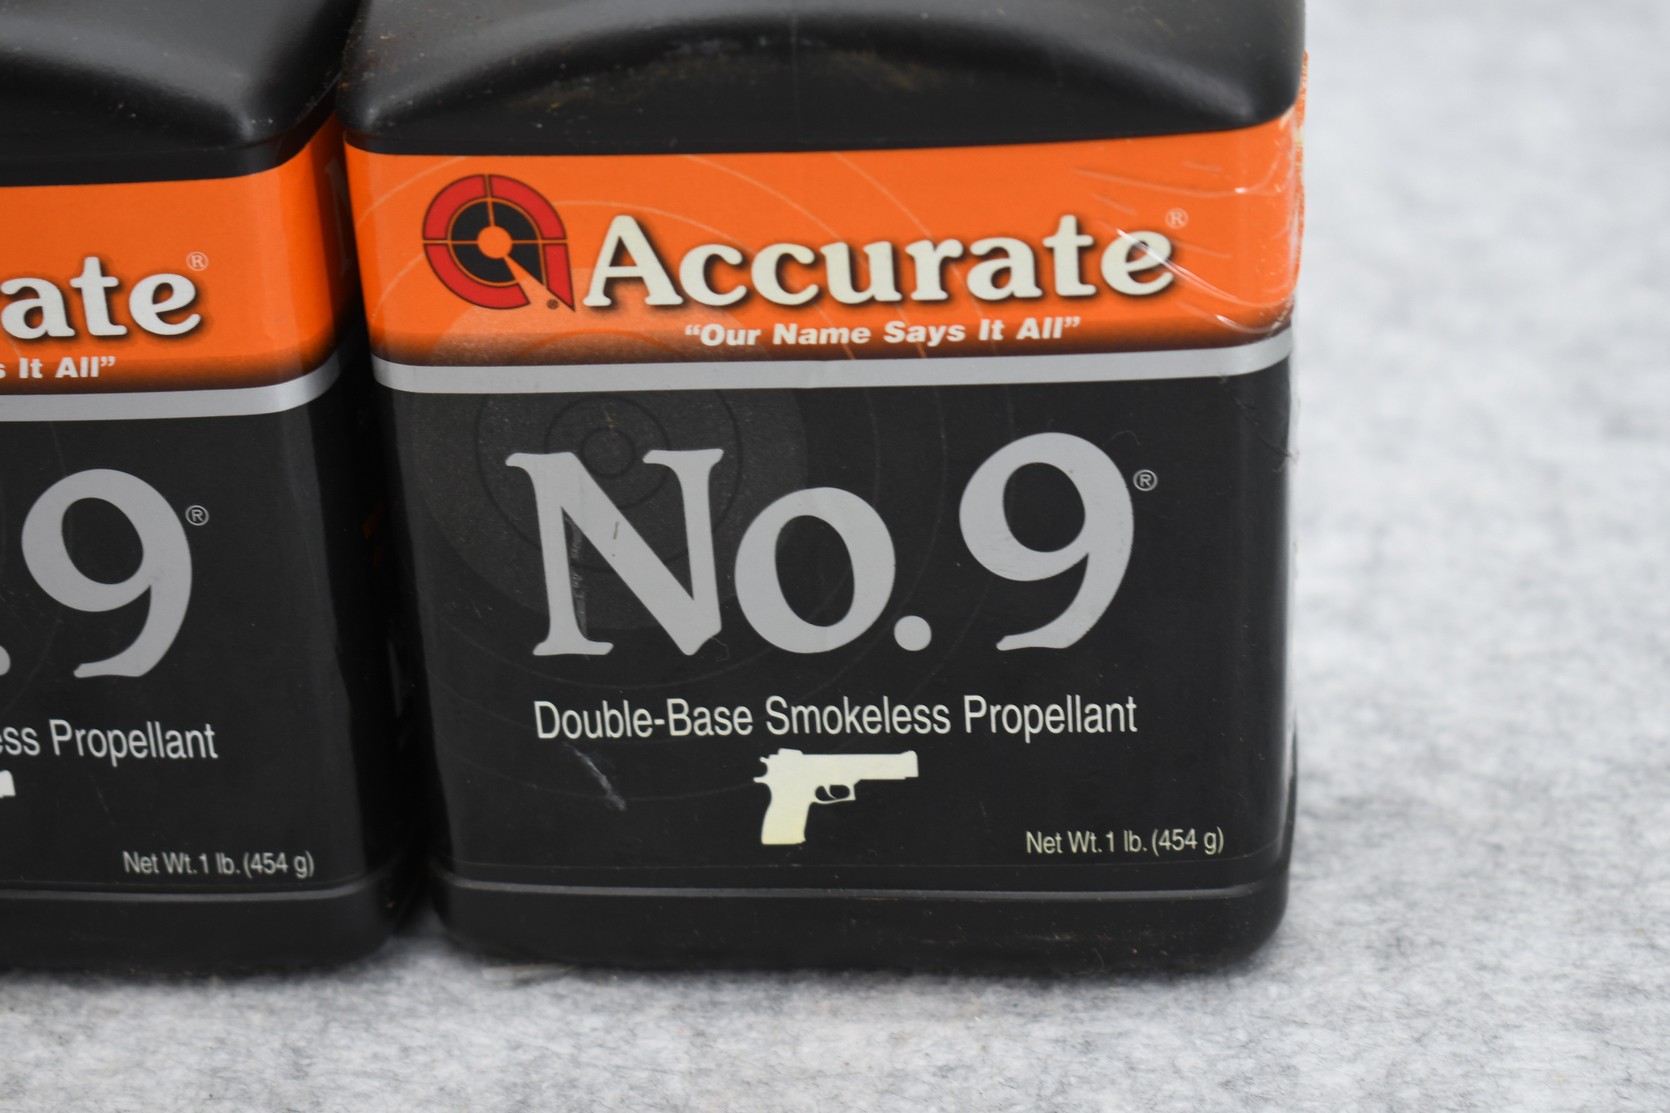 ate®
s It All”
.9®
ess Propellant
Net Wt. 1 lb. (454 g)
Accurate®
“Our Name Says It All”
No.9®
Double-Base Smokeless Propellant
Net Wt. 1 lb. (454 g)